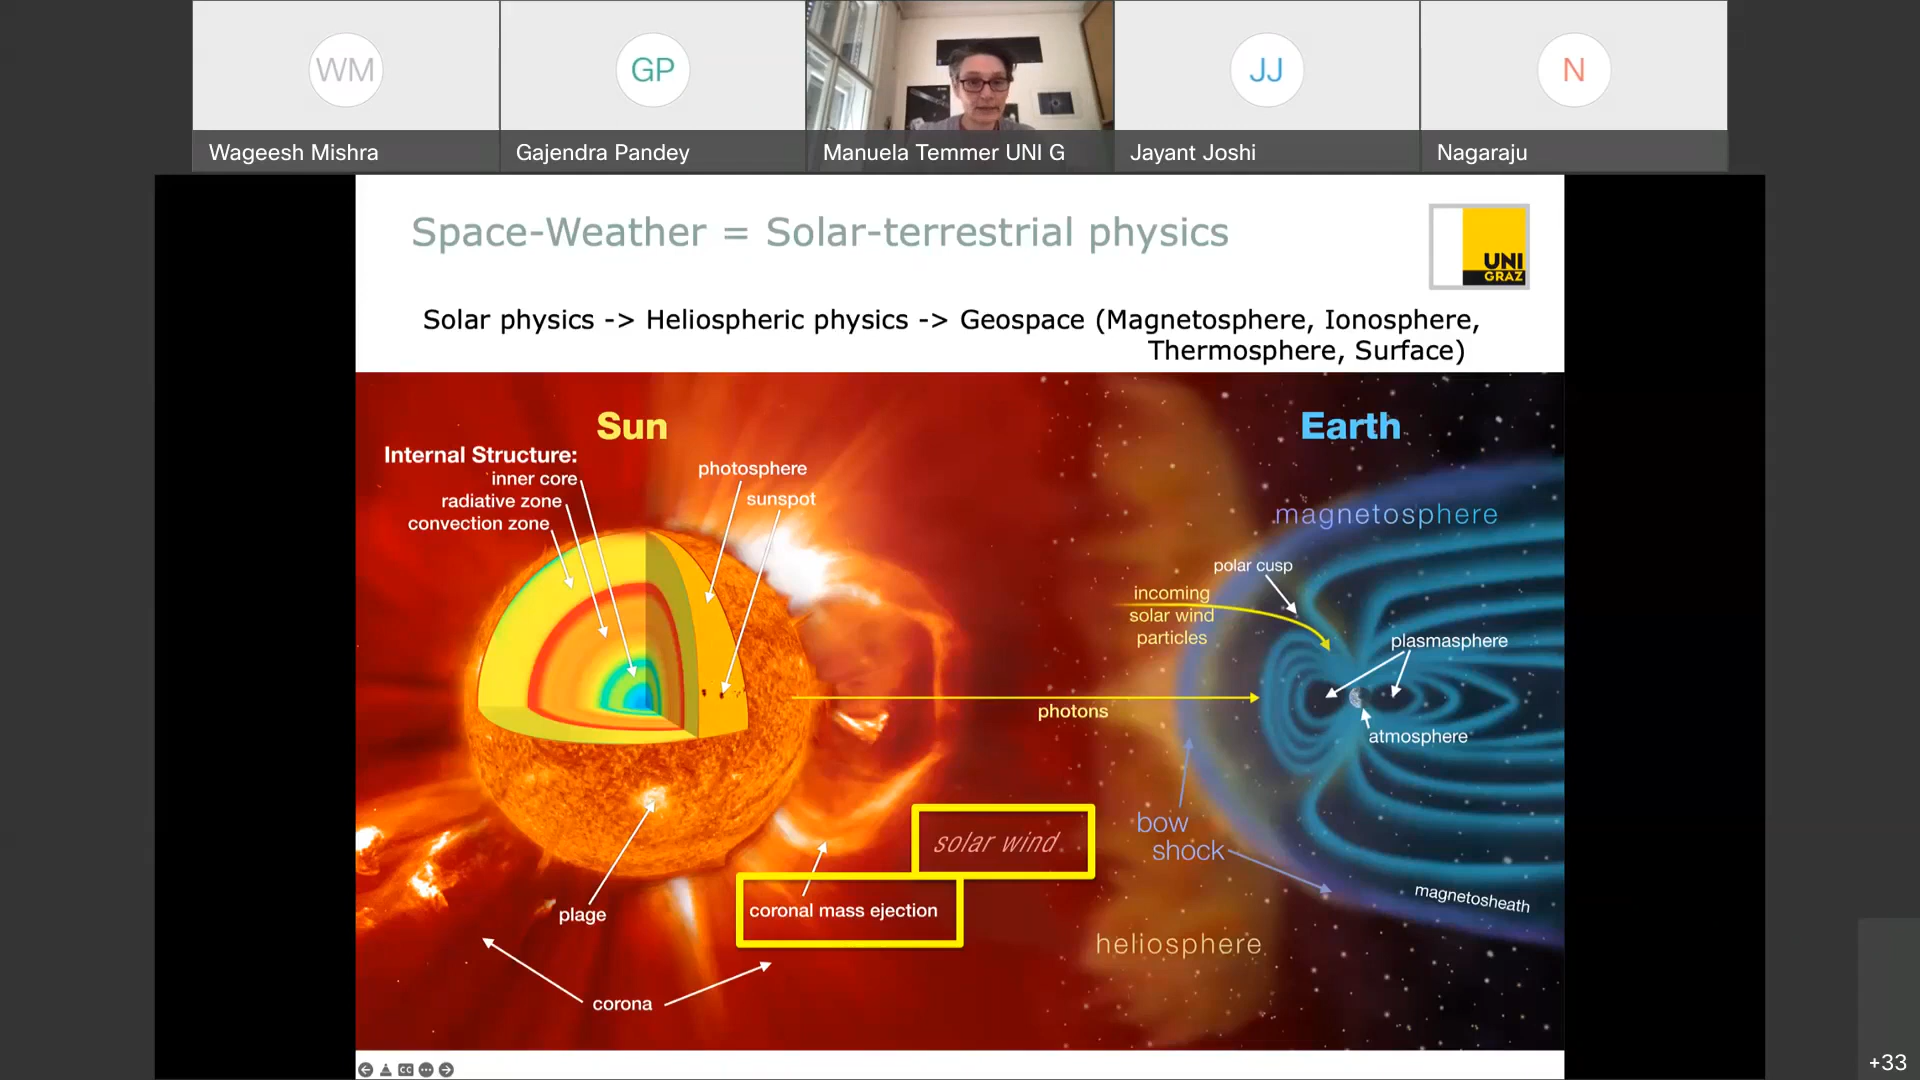 WM
GP
JJ
N
Wageesh Mishra
Gajendra Pandey
Manuela Temmer UNI G
Jayant Joshi
Nagaraju
Space-Weather = Solar-terrestrial physics
UNI
GRAZ
Solar physics -> Heliospheric physics -> Geospace (Magnetosphere, Ionosphere,
Thermosphere, Surface)
Sun
Earth
Internal Structure:
inner core
radiative zone
convection zone
photosphere
sunspot
magnetosphere
polar cusp
incoming
solar wind
particles
plasmasphere
photons
atmosphere
bow
shock
solar wind
coronal mass ejection
plage
magnetosheath
heliosphere
corona
CC
+33